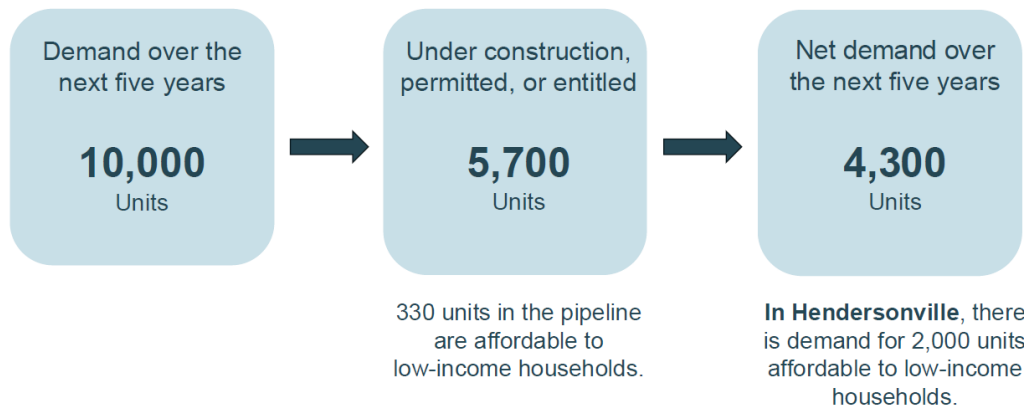 Demand over the
next five years
10,000
Units
Under construction,
permitted, or entitled
5,700
Units
330 units in the pipeline
are affordable to
low-income households.
Net demand over
the next five years
4,300
Units
In Hendersonville, there
is demand for 2,000 units
affordable to low-income
households.